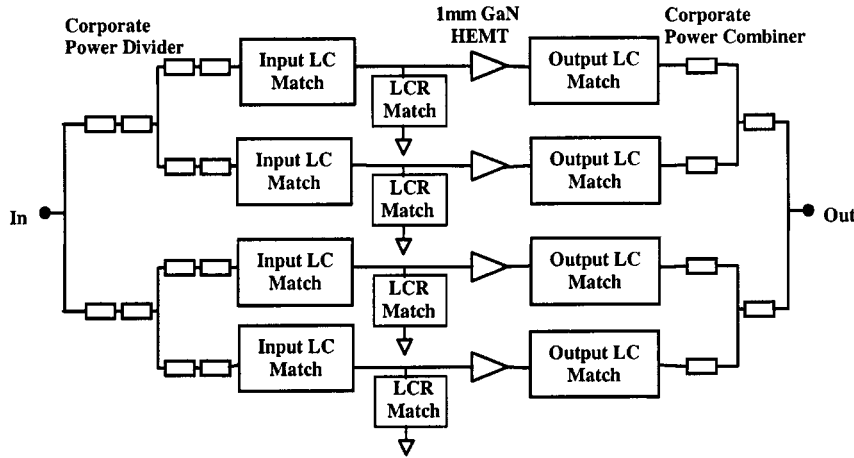 Corporate
Power Divider
1mm GaN
HEMT
Corporate
Power Combiner
Input LC
Match
LCR
Match
Output LC
Match
Input LC
Match
LCR
Match
Output LC
Match
In
Out
Input LC
Match
LCR
Match
Output LC
Match
Input LC
Match
LCR
Match
Output LC
Match